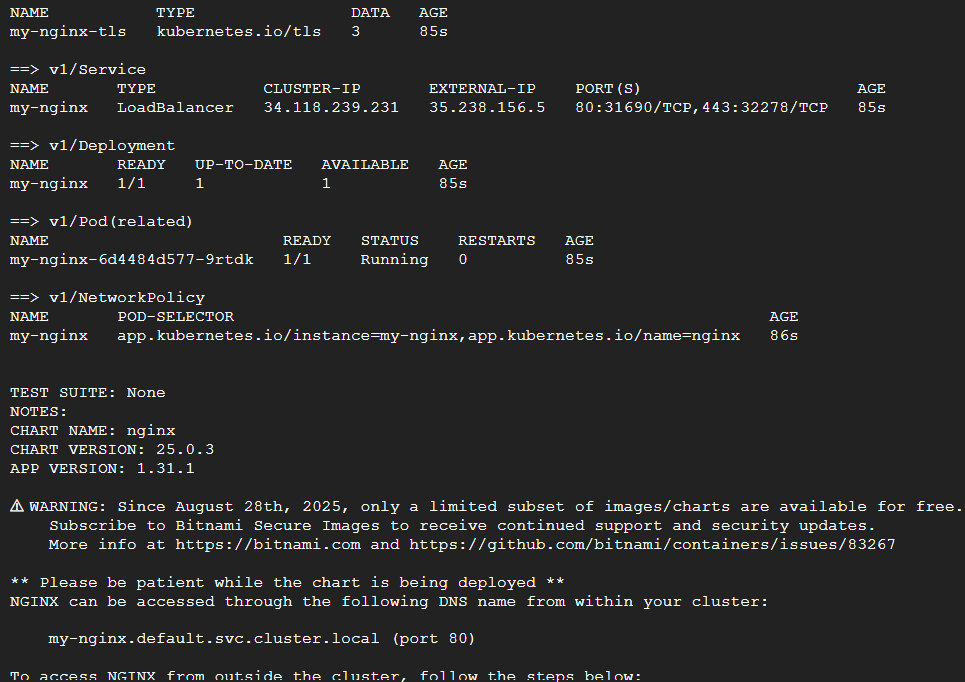 NAME TYPE DATA AGE
my-nginx-tls kubernetes.io/tls 3 85s
==> v1/Service
NAME TYPE CLUSTER-IP EXTERNAL-IP PORT(S) AGE
my-nginx LoadBalancer 34.118.239.231 35.238.156.5 80:31690/TCP,443:32278/TCP 85s
==> v1/Deployment
NAME READY UP-TO-DATE AVAILABLE AGE
my-nginx 1/1 1 1 85s
==> v1/Pod(related)
NAME READY STATUS RESTARTS AGE
my-nginx-6d4484d577-9rtdk 1/1 Running 0 85s
==> v1/NetworkPolicy
NAME POD-SELECTOR AGE
my-nginx app.kubernetes.io/instance=my-nginx,app.kubernetes.io/name=nginx 86s
TEST SUITE: None
NOTES:
CHART NAME: nginx
CHART VERSION: 25.0.3
APP VERSION: 1.31.1
⚠ WARNING: Since August 28th, 2025, only a limited subset of images/charts are available for free.
Subscribe to Bitnami Secure Images to receive continued support and security updates.
More info at https://bitnami.com and https://github.com/bitnami/containers/issues/83267
** Please be patient while the chart is being deployed **
NGINX can be accessed through the following DNS name from within your cluster:
my-nginx.default.svc.cluster.local (port 80)
To access NGINX from outside the cluster, follow the steps below: